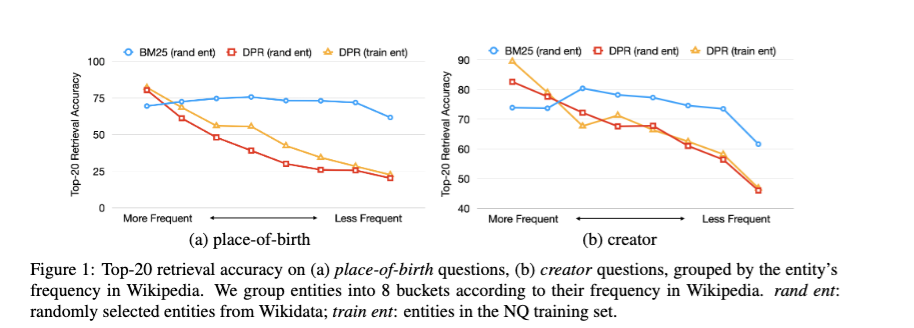 BM25 (rand ent) DPR (rand ent) DPR (train ent)
100
75
50
25
0
Top-20 Retrieval Accuracy
More Frequent Less Frequent
(a) place-of-birth
BM25 (rand ent) DPR (rand ent) DPR (train ent)
90
80
70
60
50
40
Top-20 Retrieval Accuracy
More Frequent Less Frequent
(b) creator
Figure 1: Top-20 retrieval accuracy on (a) place-of-birth questions, (b) creator questions, grouped by the entity's
frequency in Wikipedia. We group entities into 8 buckets according to their frequency in Wikipedia. rand ent:
randomly selected entities from Wikidata; train ent: entities in the NQ training set.